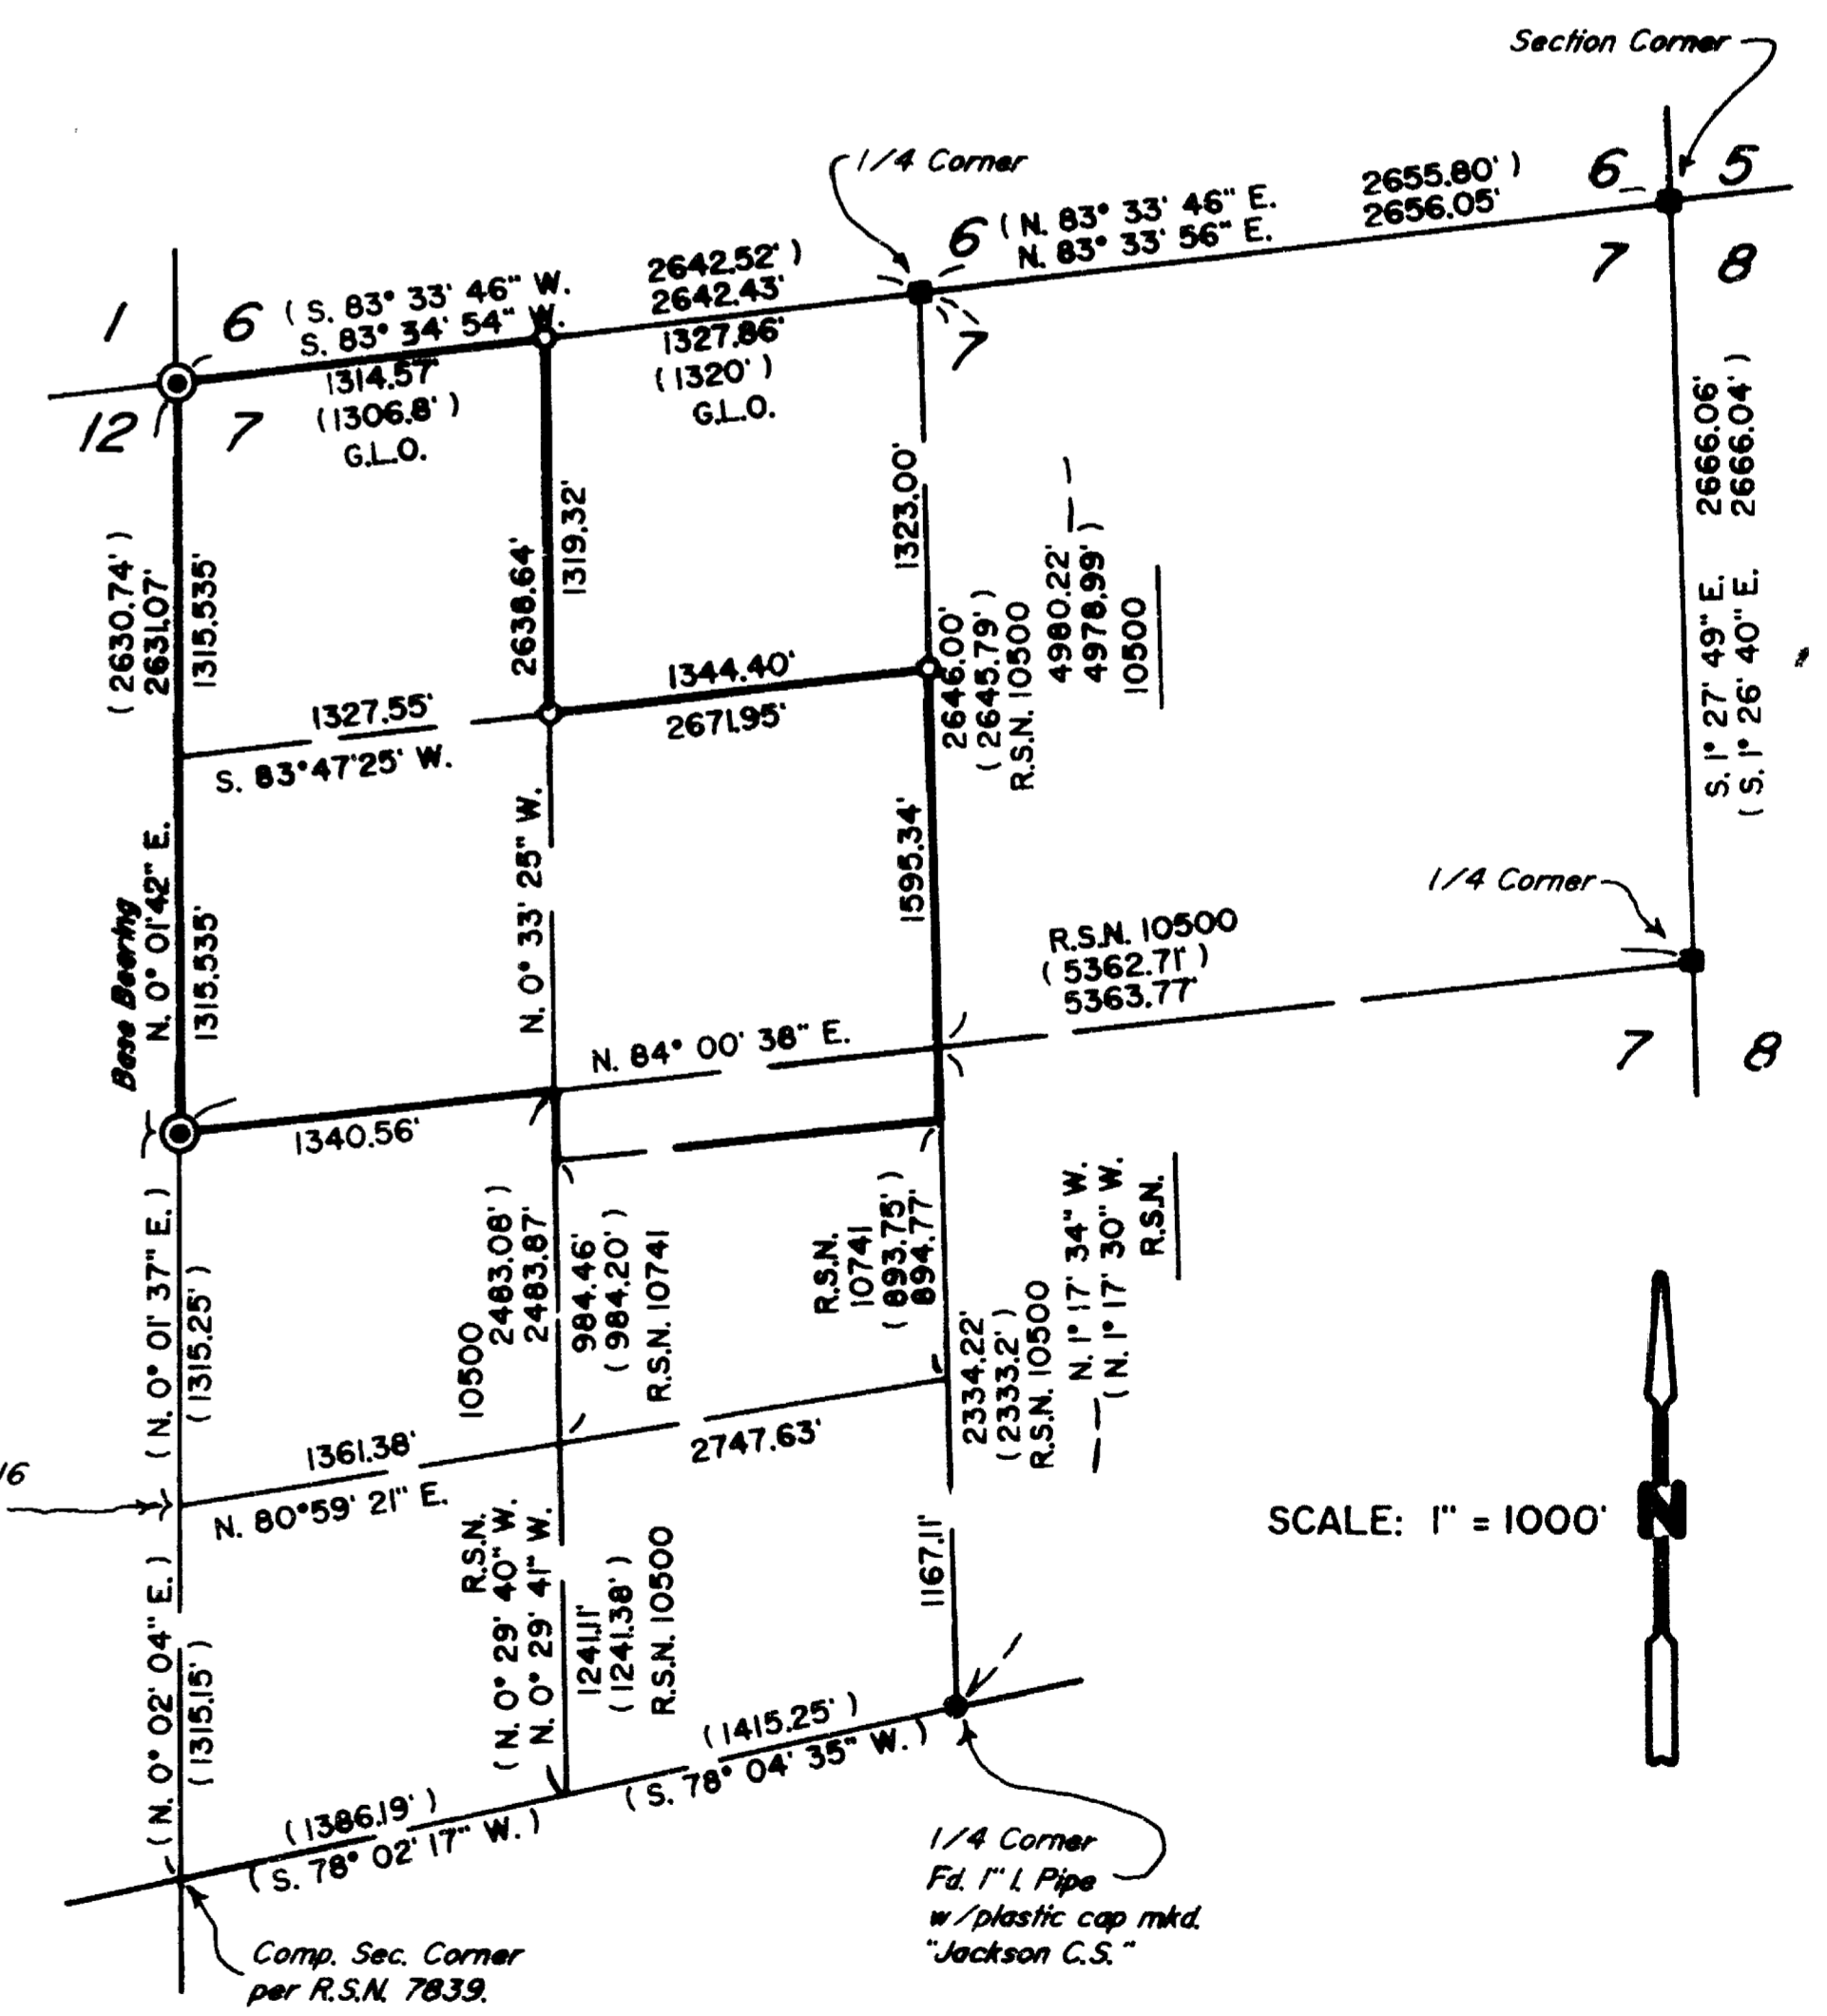 Section Corner
1/4 Corner
6
5
7
8
6
( N. 83° 33' 46" E.
2655.80' )
N. 83° 33' 56" E.
2656.05'
7
1
6
( S. 83° 33' 46" W.
2642.52' )
S. 83° 34' 54" W.
2642.43'
12
7
1314.57'
(1306.8' )
G.L.O.
1327.86'
(1320' )
G.L.O.
( 2630.74' )
2631.07'
1315.535'
2638.64'
1319.32'
1323.00'
2646.00'
( 2645.79' )
R.S.N. 10500
4980.22'
4978.99' )
10500
2666.06'
2666.04' )
S. 1° 27' 49" E.
( S. 1° 26' 40" E.
1327.55'
S. 83°47'25' W.
1344.40'
2671.95'
Base Bearing
N. 0° 01'42" E.
1315.535'
N. 0° 33' 25" W.
1595.34'
1/4 Corner
R.S.N. 10500
( 5362.71' )
5363.77'
N. 84° 00' 38" E.
1340.56'
7
8
( N. 0° 01' 37" E. )
(1315.25' )
10500
2483.08' )
2483.87'
984.46'
( 984.20' )
R.S.N. 10741
R.S.N.
10741
( 893.75' )
894.77'
2334.22'
(2333.2' )
R.S.N. 10500
N. 1° 17' 34" W.
( N. 1° 17' 30" W.
R.S.N.
1361.38'
N. 80°59' 21" E.
2747.63'
16
R.S.N.
( N. 0° 29' 40" W.
N. 0° 29' 41" W.
1241.11'
(1241.38' )
R.S.N. 10500
1167.11'
SCALE: 1" = 1000'
N
( N. 0° 02' 04" E. )
(1315.15' )
(1386.19' )
( S. 78° 02' 17" W. )
(1415.25' )
( S. 78° 04' 35" W. )
1/4 Corner
Fd. 1" I. Pipe
w/plastic cap mkd.
"Jackson C.S."
Comp. Sec. Corner
per R.S.N. 7839.